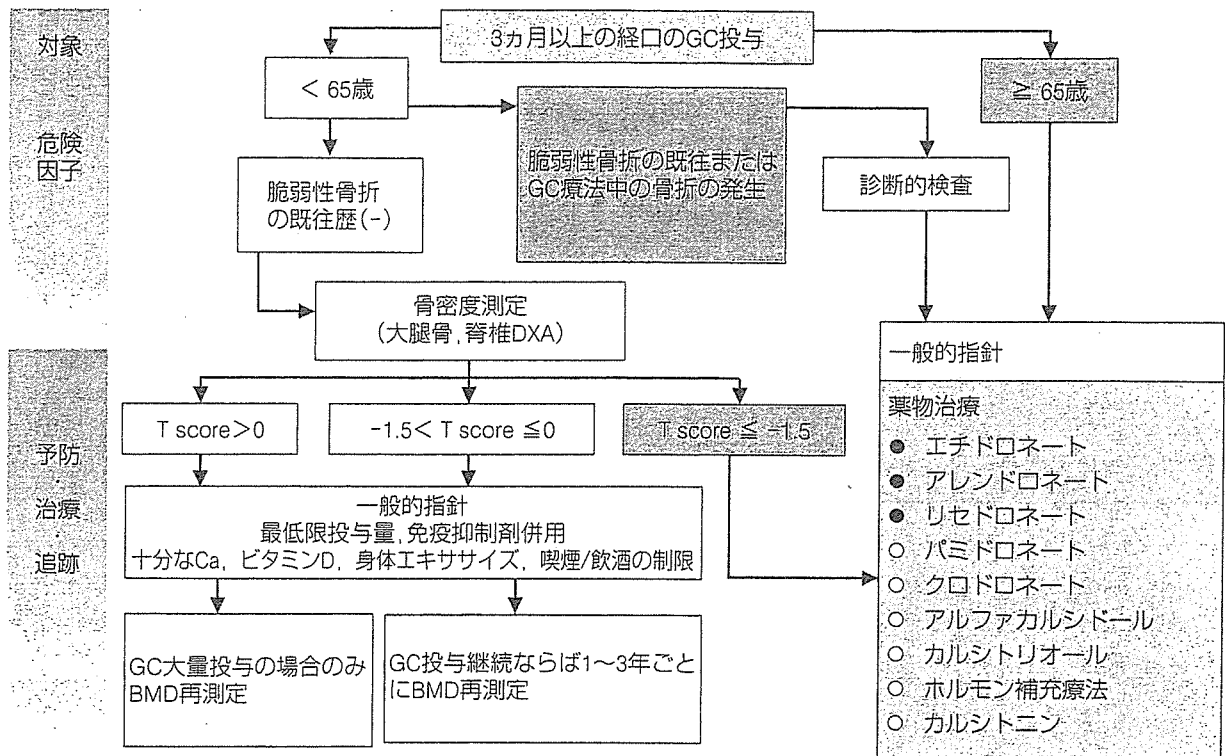 対象
危険
因子
3ヵ月以上の経口のGC投与
< 65歳
≧ 65歳
脆弱性骨折の既往または
GC療法中の骨折の発生
脆弱性骨折
の既往歴(-)
診断的検査
骨密度測定
(大腿骨,脊椎DXA)
予防
・
治療
・
追跡
T score>0
-1.5< T score ≦0
T score ≦ -1.5
一般的指針
最低限投与量,免疫抑制剤併用
十分なCa, ビタミンD, 身体エキササイズ, 喫煙/飲酒の制限
GC大量投与の場合のみ
BMD再測定
GC投与継続ならば1〜3年ごと
にBMD再測定
一般的指針
薬物治療
● エチドロネート
● アレンドロネート
● リセドロネート
○ パミドロネート
○ クロドロネート
○ アルファカルシドール
○ カルシトリオール
○ ホルモン補充療法
○ カルシトニン